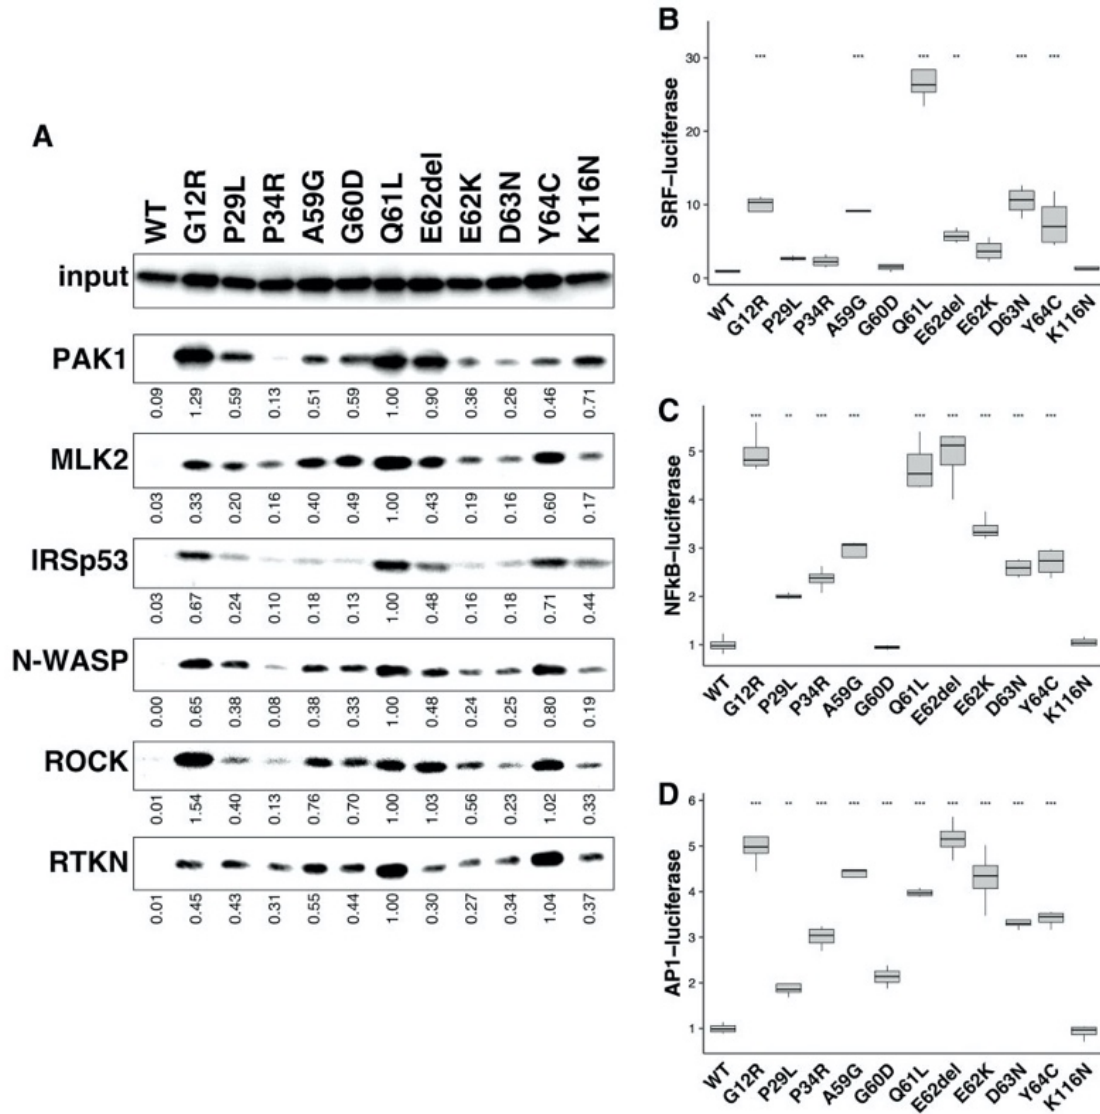 A
WT G12R P29L P34R A59G G60D Q61L E62del E62K D63N Y64C K116N
input
PAK1
0.09 1.29 0.59 0.13 0.51 0.59 1.00 0.90 0.36 0.26 0.46 0.71
MLK2
0.03 0.33 0.20 0.16 0.40 0.49 1.00 0.43 0.19 0.16 0.60 0.17
IRSp53
0.03 0.67 0.24 0.10 0.18 0.13 1.00 0.48 0.16 0.18 0.71 0.44
N-WASP
0.00 0.65 0.38 0.08 0.38 0.33 1.00 0.48 0.24 0.25 0.80 0.19
ROCK
0.01 1.54 0.40 0.13 0.76 0.70 1.00 1.03 0.56 0.23 1.02 0.33
RTKN
0.01 0.45 0.43 0.31 0.55 0.44 1.00 0.30 0.27 0.34 1.04 0.37
B
SRF-luciferase
*** *** *** ** *** ***
30
20
10
0
WT G12R P29L P34R A59G G60D Q61L E62del E62K D63N Y64C K116N
C
NFkB-luciferase
*** ** *** *** *** *** *** *** ***
5
4
3
2
1
WT G12R P29L P34R A59G G60D Q61L E62del E62K D63N Y64C K116N
D
AP1-luciferase
*** ** *** *** *** *** *** *** *** ***
6
5
4
3
2
1
WT G12R P29L P34R A59G G60D Q61L E62del E62K D63N Y64C K116N